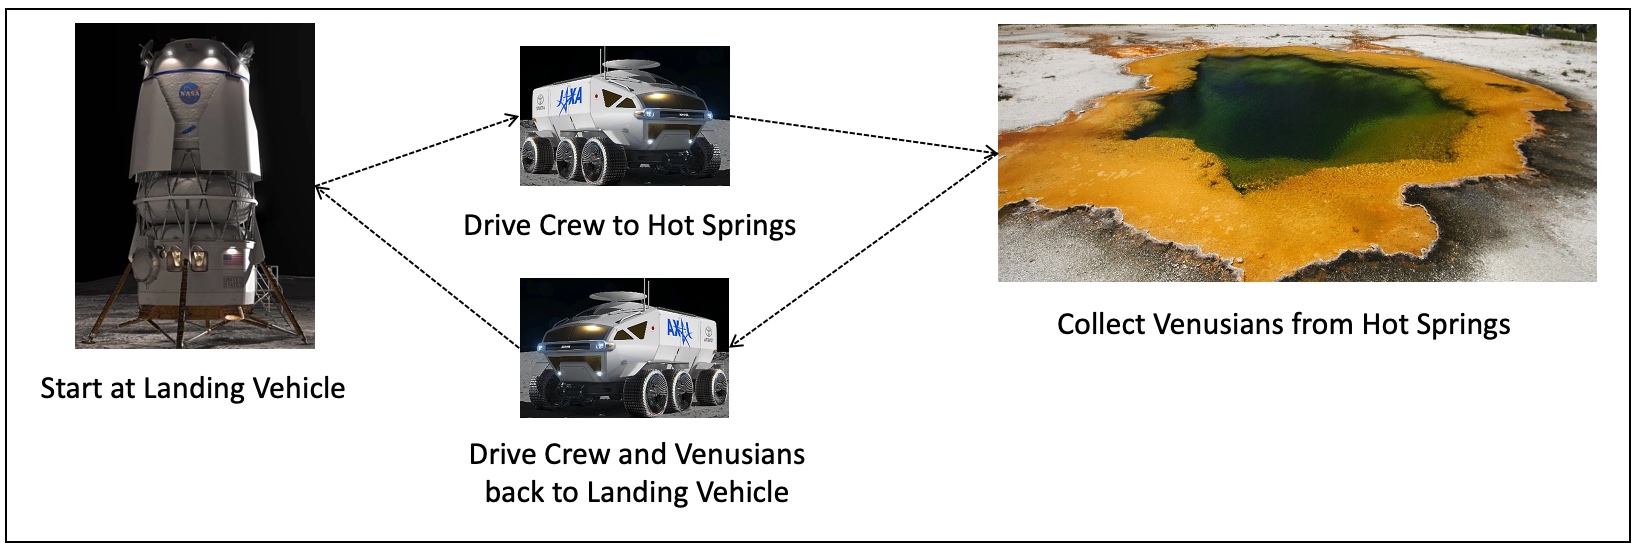 NASA
Start at Landing Vehicle
JAXA
Drive Crew to Hot Springs
Drive Crew and Venusians
back to Landing Vehicle
Collect Venusians from Hot Springs